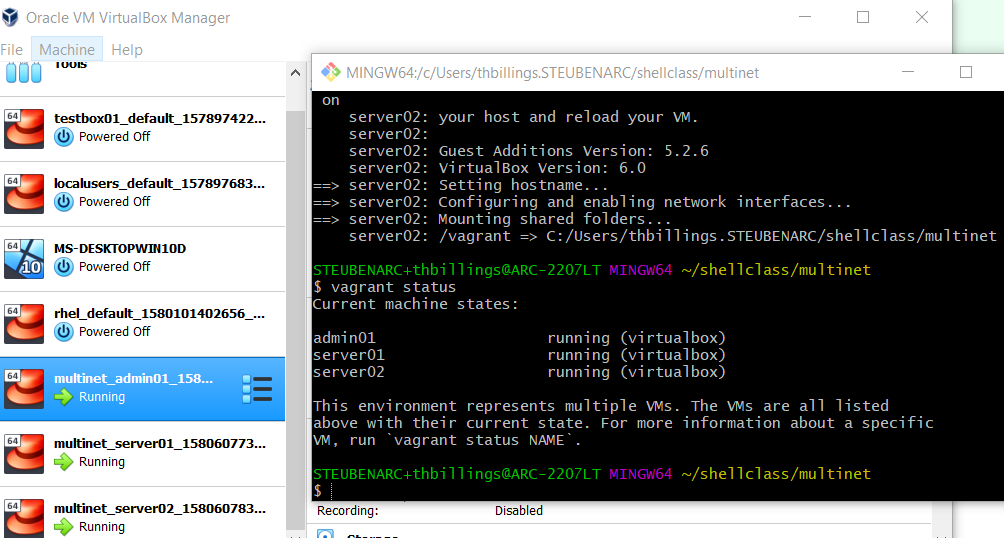 Oracle VM VirtualBox Manager
File Machine Help
Tools
64
testbox01_default_157897422...
Powered Off
64
localusers_default_157897683...
Powered Off
64
10
MS-DESKTOPWIN10D
Powered Off
64
rhel_default_1580101402656_...
Powered Off
64
multinet_admin01_158...
Running
64
multinet_server01_158060773...
Running
64
multinet_server02_158060783...
Running
MINGW64:/c/Users/thbillings.STEUBENARC/shellclass/multinet
on
server02: your host and reload your VM.
server02:
server02: Guest Additions Version: 5.2.6
server02: VirtualBox Version: 6.0
==> server02: Setting hostname...
==> server02: Configuring and enabling network interfaces...
==> server02: Mounting shared folders...
server02: /vagrant => C:/Users/thbillings.STEUBENARC/shellclass/multinet
STEUBENARC+thbillings@ARC-2207LT MINGW64 ~/shellclass/multinet
$ vagrant status
Current machine states:
admin01 running (virtualbox)
server01 running (virtualbox)
server02 running (virtualbox)
This environment represents multiple VMs. The VMs are all listed
above with their current state. For more information about a specific
VM, run `vagrant status NAME`.
STEUBENARC+thbillings@ARC-2207LT MINGW64 ~/shellclass/multinet
$
Recording: Disabled
Storage